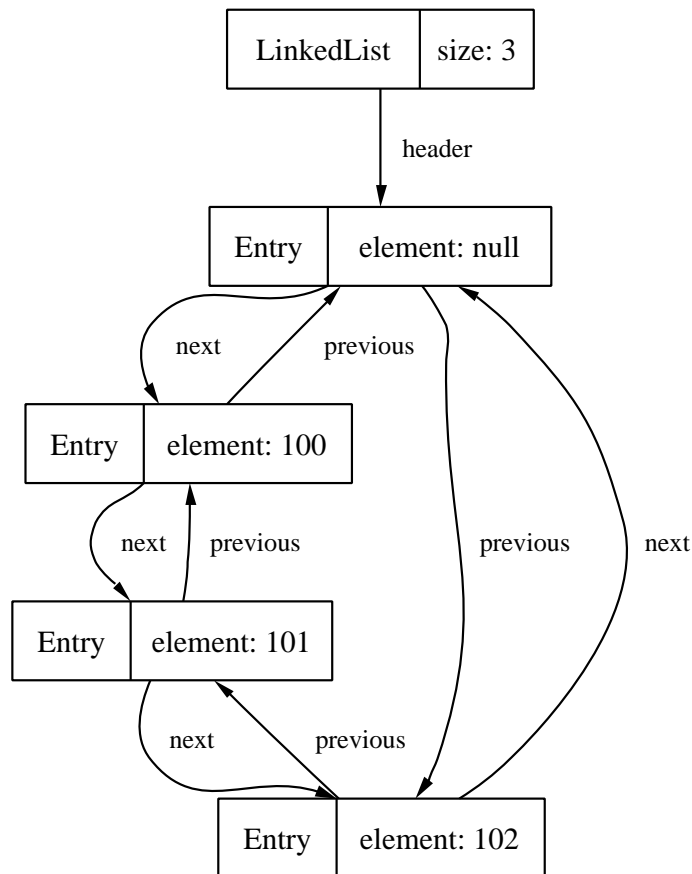 LinkedList size: 3
header
Entry element: null
next previous
Entry element: 100
next previous previous next
Entry element: 101
next previous
Entry element: 102